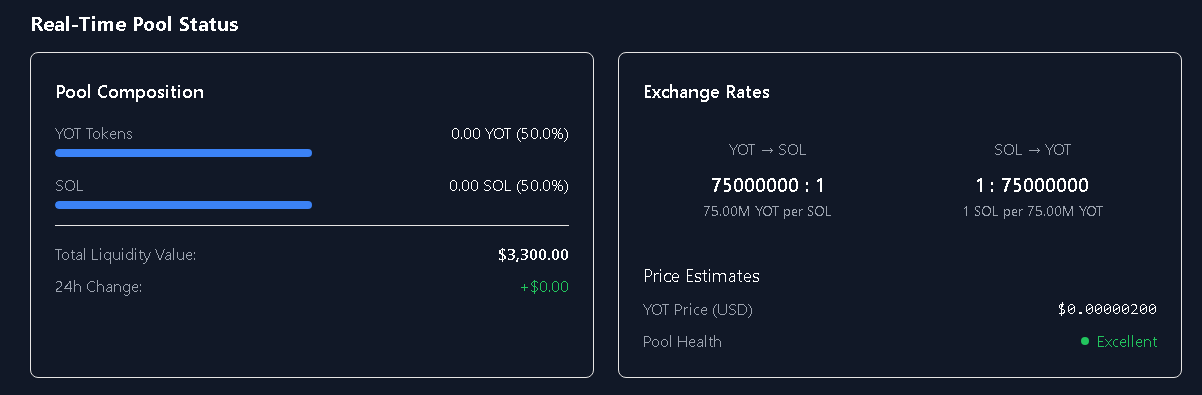 Real-Time Pool Status
Pool Composition
YOT Tokens 0.00 YOT (50.0%)
SOL 0.00 SOL (50.0%)
Total Liquidity Value: $3,300.00
24h Change: +$0.00
Exchange Rates
YOT → SOL SOL → YOT
75000000 : 1 1 : 75000000
75.00M YOT per SOL 1 SOL per 75.00M YOT
Price Estimates
YOT Price (USD) $0.00000200
Pool Health Excellent